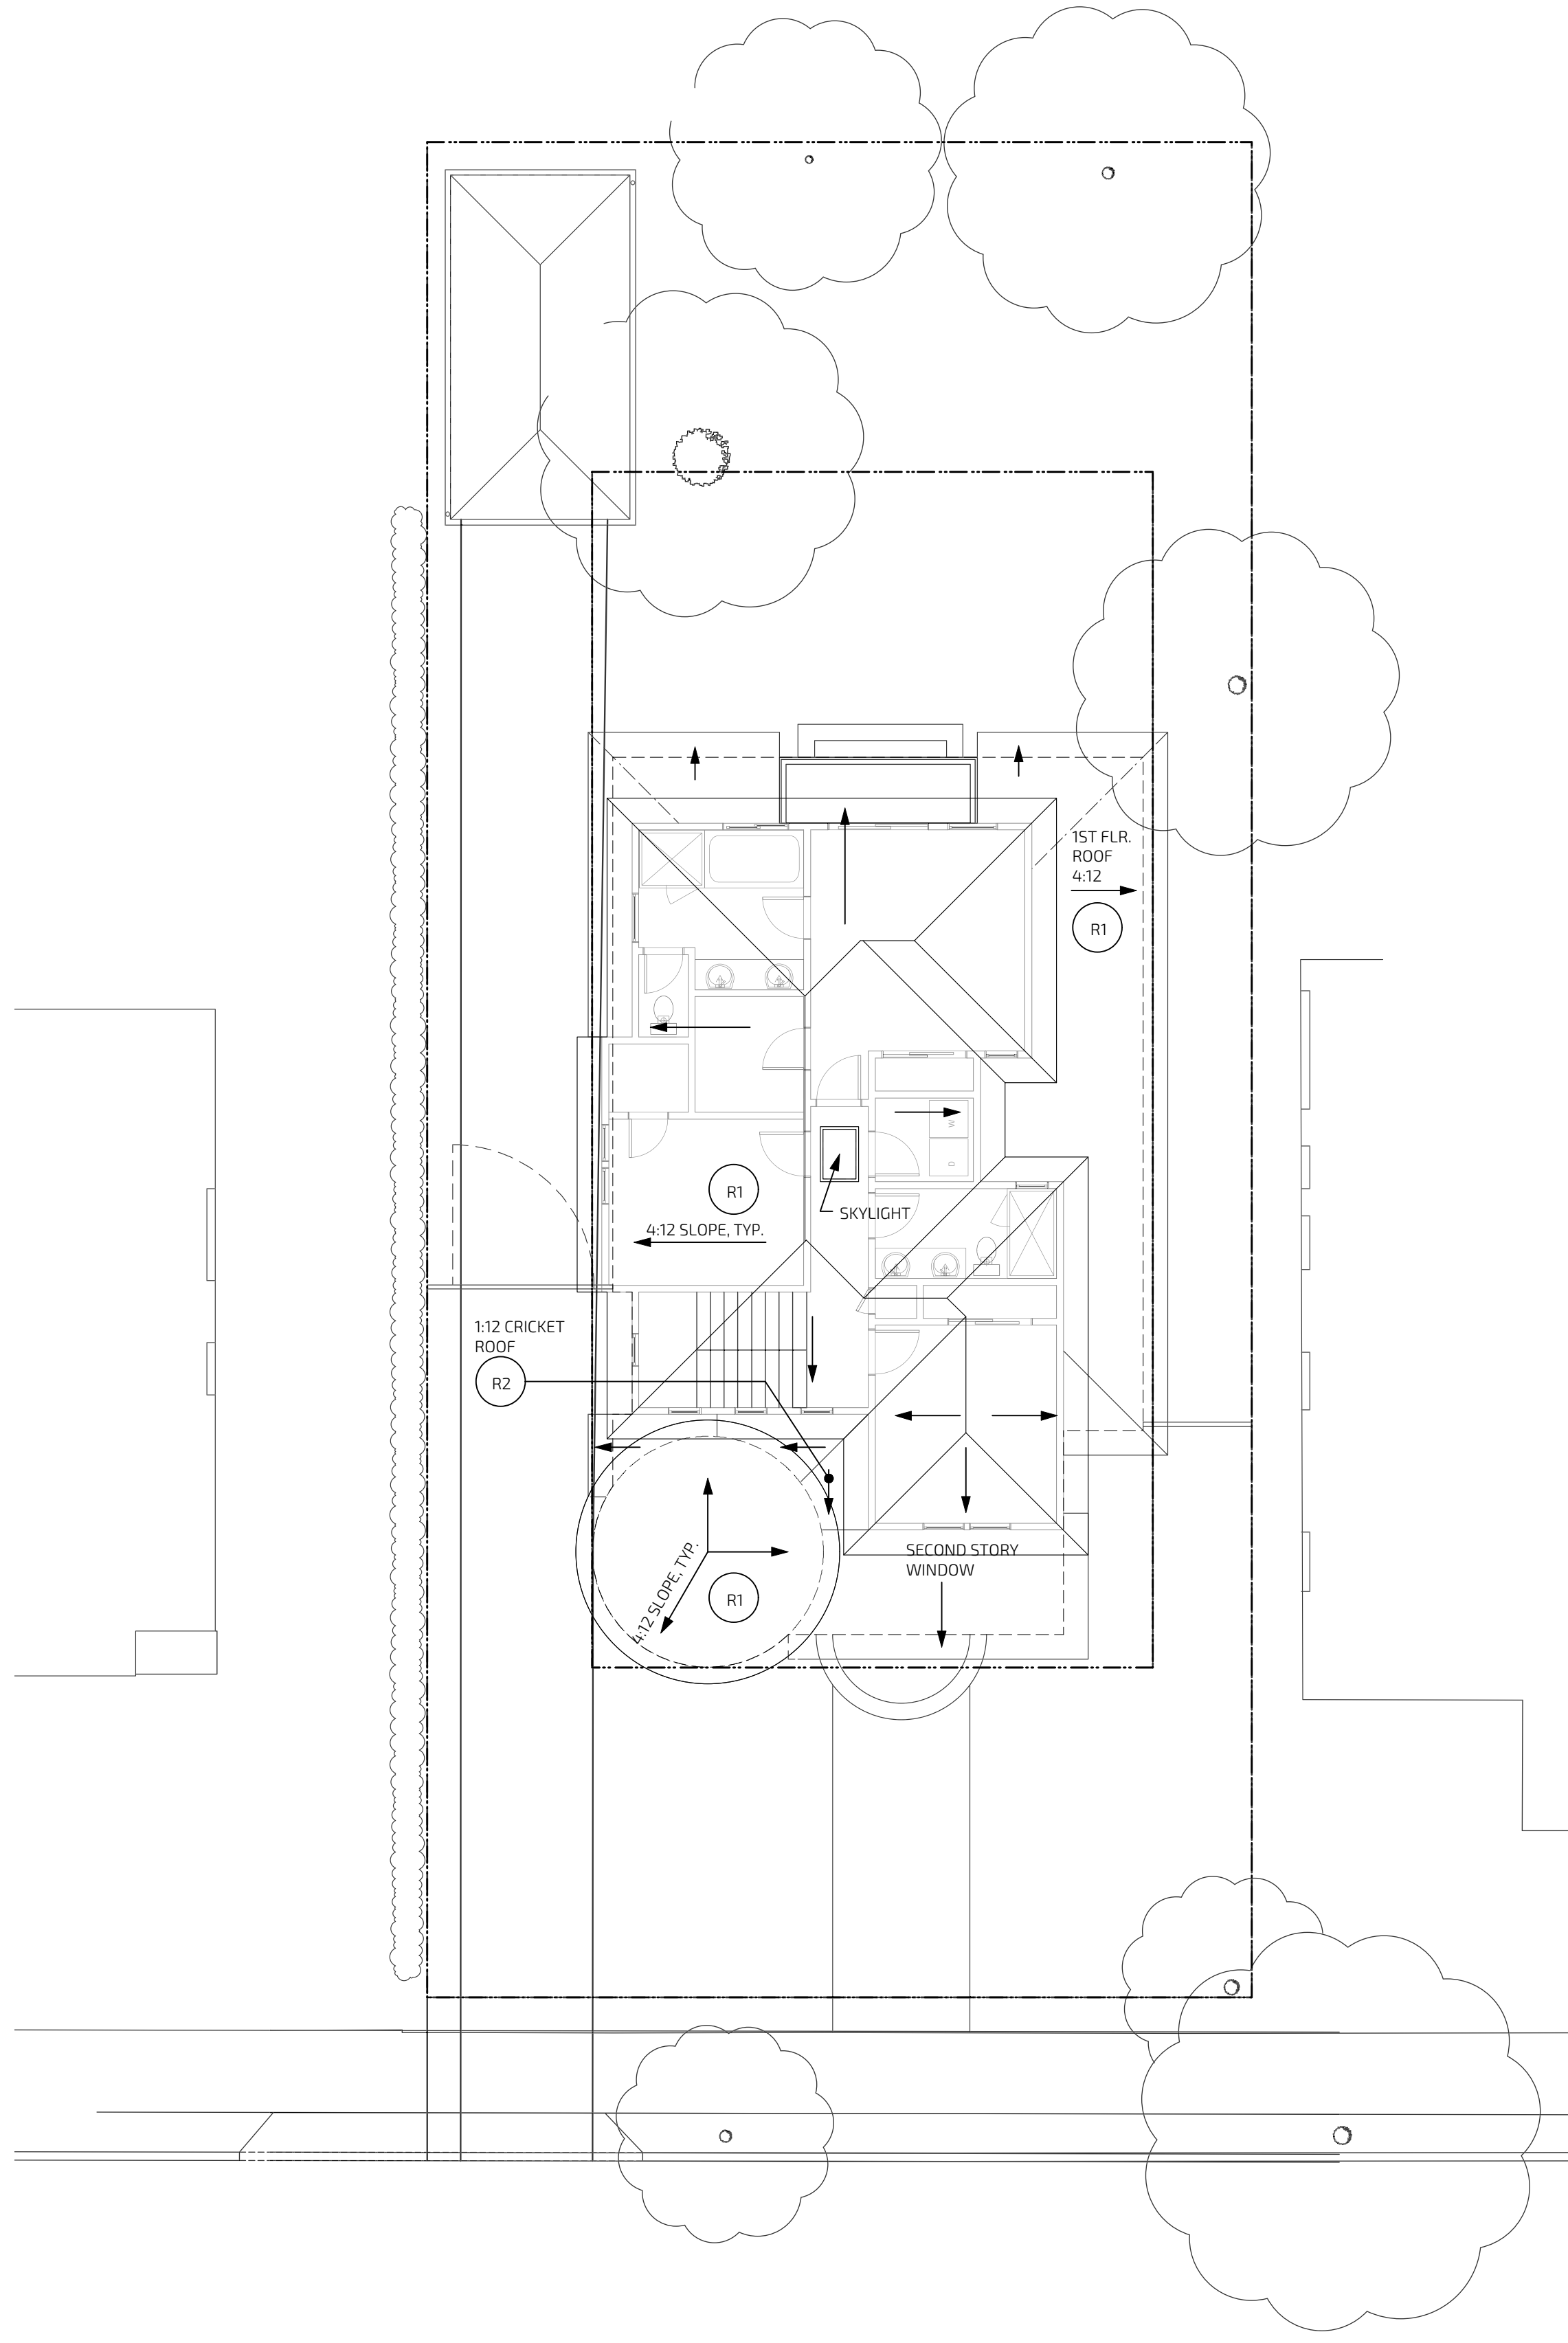 1ST FLR.
ROOF
4:12
R1
W
D
R1
SKYLIGHT
4:12 SLOPE, TYP.
1:12 CRICKET
ROOF
R2
SECOND STORY
WINDOW
4:12 SLOPE, TYP.
R1